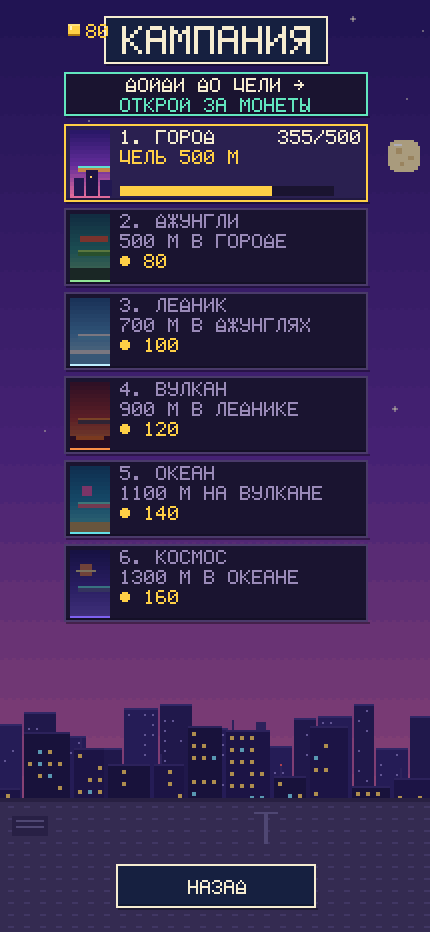 80
КАМПАНИЯ
ДОЙДИ ДО ЦЕЛИ →
ОТКРОЙ ЗА МОНЕТЫ
1. ГОРОД 355/500
ЦЕЛЬ 500 М
2. ДЖУНГЛИ
500 М В ГОРОДЕ
80
3. ЛЕДНИК
700 М В ДЖУНГЛЯХ
100
4. ВУЛКАН
900 М В ЛЕДНИКЕ
120
5. ОКЕАН
1100 М НА ВУЛКАНЕ
140
6. КОСМОС
1300 М В ОКЕАНЕ
160
НАЗАД